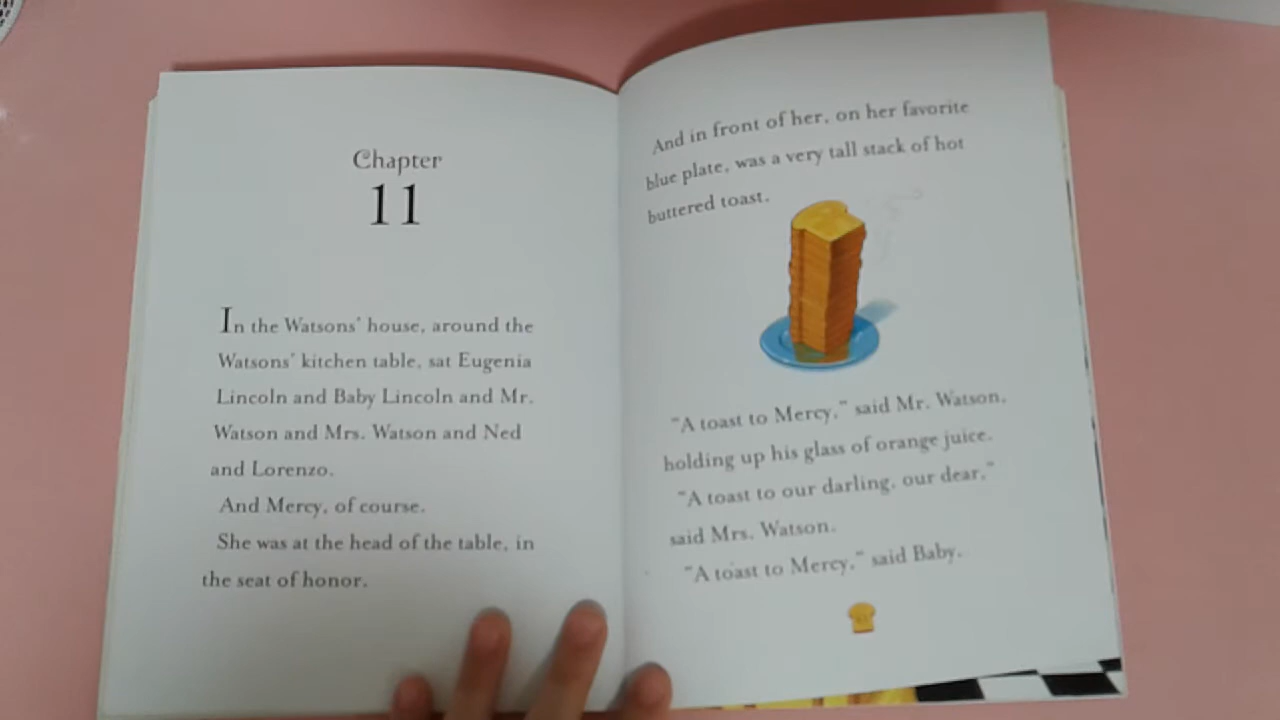 Chapter
11
In the Watsons' house, around the
Watsons' kitchen table, sat Eugenia
Lincoln and Baby Lincoln and Mr.
Watson and Mrs. Watson and Ned
and Lorenzo.
And Mercy, of course.
She was at the head of the table, in
the seat of honor.
And in front of her, on her favorite
blue plate, was a very tall stack of hot
buttered toast.
"A toast to Mercy," said Mr. Watson,
holding up his glass of orange juice.
"A toast to our darling, our dear,"
said Mrs. Watson.
"A toast to Mercy," said Baby.